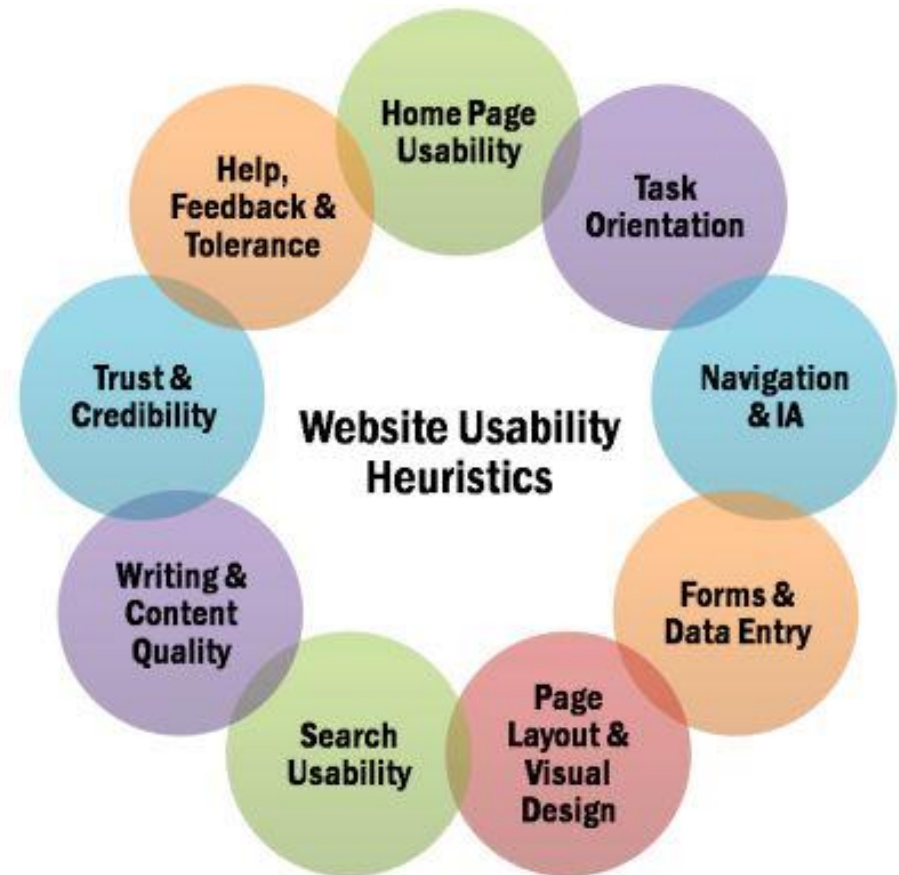 Home Page
Usability
Task
Orientation
Navigation
& IA
Forms &
Data Entry
Page
Layout &
Visual
Design
Search
Usability
Writing &
Content
Quality
Trust &
Credibility
Help,
Feedback &
Tolerance
Website Usability
Heuristics